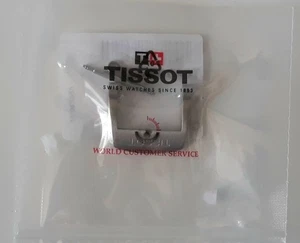 TISSOT
SWISS WATCHES SINCE 1853
WORLD CUSTOMER SERVICE